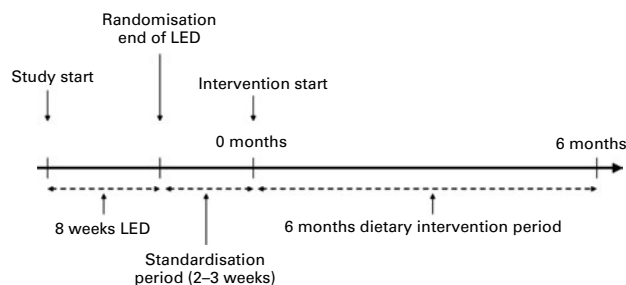 Randomisation
end of LED
Study start
Intervention start
0 months
6 months
8 weeks LED
6 months dietary intervention period
Standardisation
period (2–3 weeks)